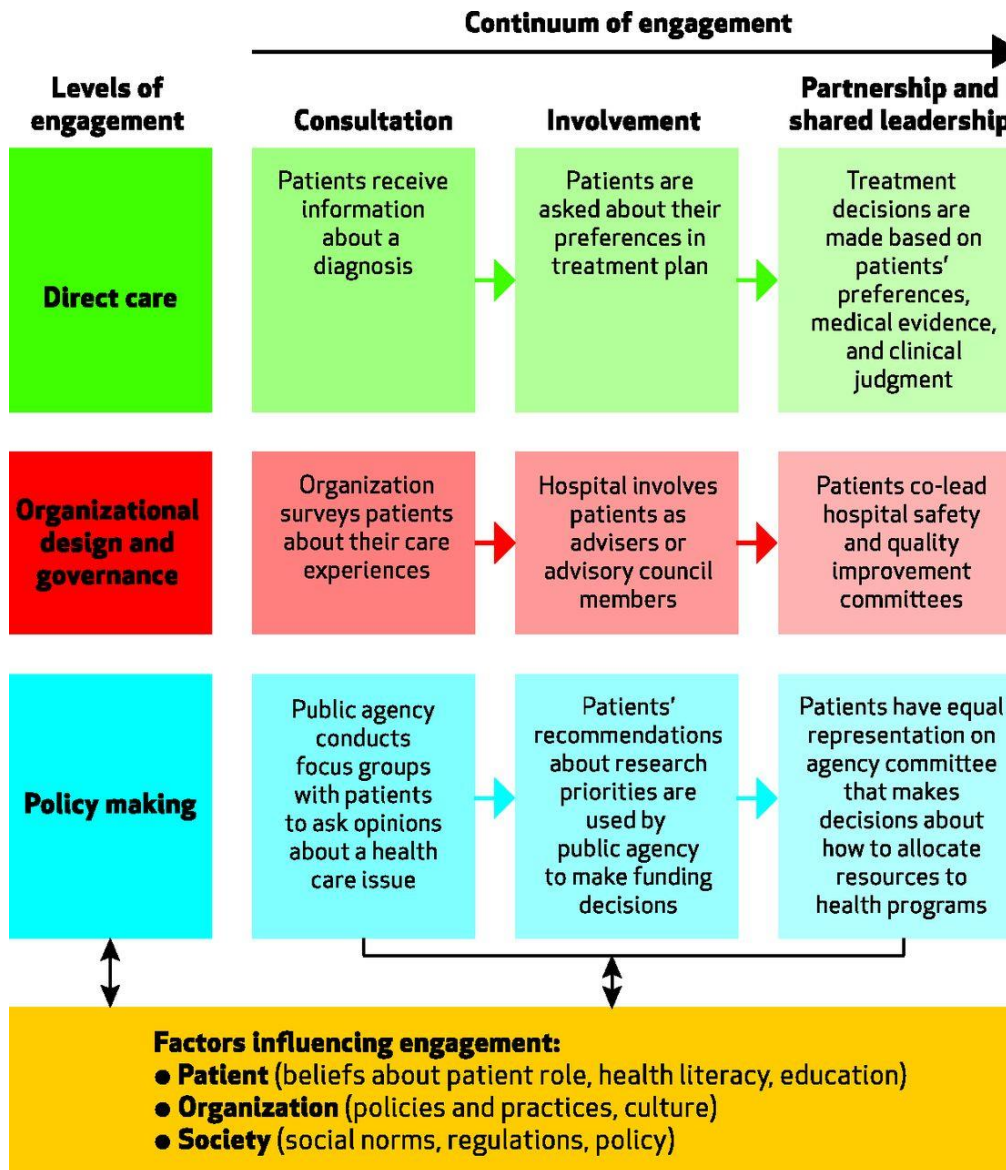 Continuum of engagement
Levels of
engagement
Consultation
Involvement
Partnership and
shared leadership
Direct care
Patients receive
information
about a
diagnosis
Patients are
asked about their
preferences in
treatment plan
Treatment
decisions are
made based on
patients'
preferences,
medical evidence,
and clinical
judgment
Organizational
design and
governance
Organization
surveys patients
about their care
experiences
Hospital involves
patients as
advisers or
advisory council
members
Patients co-lead
hospital safety
and quality
improvement
committees
Policy making
Public agency
conducts
focus groups
with patients
to ask opinions
about a health
care issue
Patients'
recommendations
about research
priorities are
used by
public agency
to make funding
decisions
Patients have equal
representation on
agency committee
that makes
decisions about
how to allocate
resources to
health programs
Factors influencing engagement:
● Patient (beliefs about patient role, health literacy, education)
● Organization (policies and practices, culture)
● Society (social norms, regulations, policy)